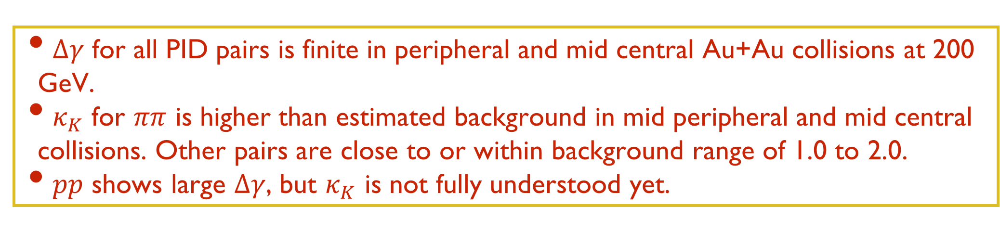 • Δγ for all PID pairs is finite in peripheral and mid central Au+Au collisions at 200
GeV.
• κ_K for ππ is higher than estimated background in mid peripheral and mid central
collisions. Other pairs are close to or within background range of 1.0 to 2.0.
• pp shows large Δγ, but κ_K is not fully understood yet.